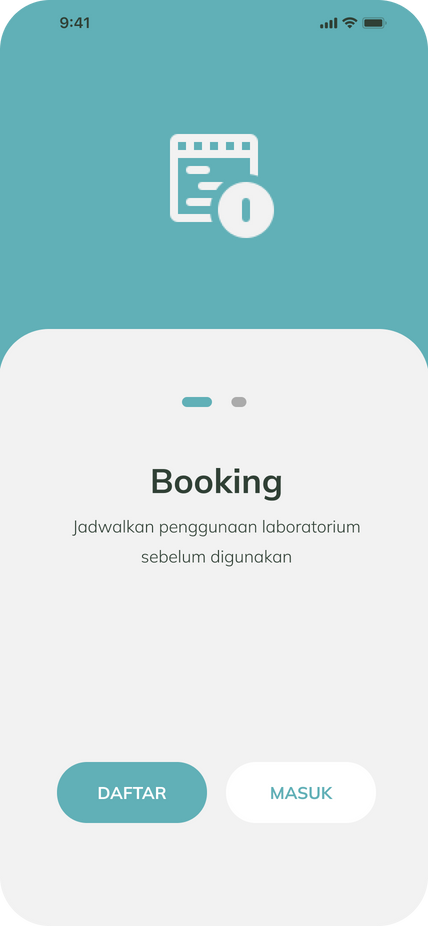 9:41
Booking
Jadwalkan penggunaan laboratorium
sebelum digunakan
DAFTAR
MASUK